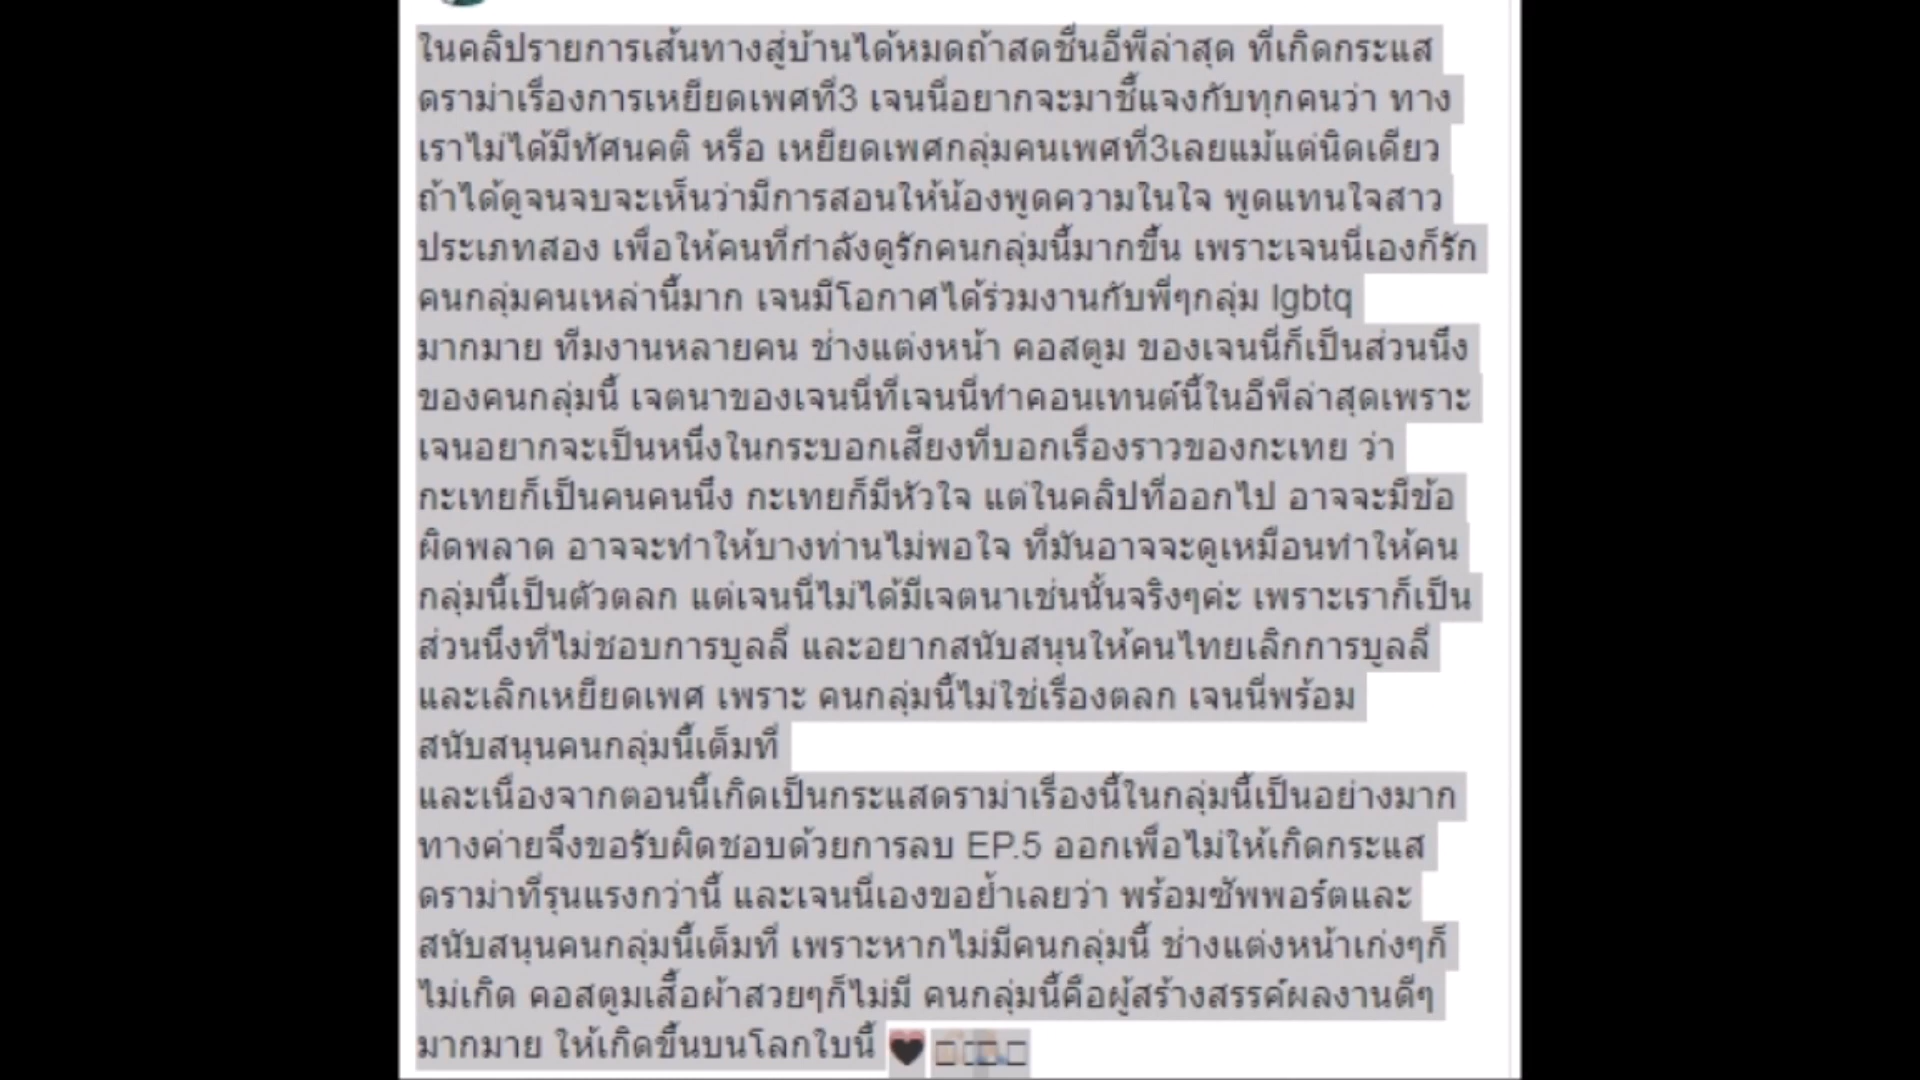 ในคลิปรายการเส้นทางสู่บ้านได้หมดถ้าสดชื่นอีพีล่าสุด ที่เกิดกระแส
ดราม่าเรื่องการเหยียดเพศที่3 เจนนี่อยากจะมาชี้แจงกับทุกคนว่า ทาง
เราไม่ได้มีทัศนคติ หรือ เหยียดเพศกลุ่มคนเพศที่3เลยแม้แต่นิดเดียว
ถ้าได้ดูจนจบจะเห็นว่ามีการสอนให้น้องพูดความในใจ พูดแทนใจสาว
ประเภทสอง เพื่อให้คนที่กำลังดูรักคนกลุ่มนี้มากขึ้น เพราะเจนนี่เองก็รัก
คนกลุ่มคนเหล่านี้มาก เจนมีโอกาศได้ร่วมงานกับพี่ๆกลุ่ม lgbtq
มากมาย ทีมงานหลายคน ช่างแต่งหน้า คอสตูม ของเจนนี่ก็เป็นส่วนนึง
ของคนกลุ่มนี้ เจตนาของเจนนี่ที่เจนนี่ทำคอนเทนต์นี้ในอีพีล่าสุดเพราะ
เจนอยากจะเป็นหนึ่งในกระบอกเสียงที่บอกเรื่องราวของกะเทย ว่า
กะเทยก็เป็นคนคนนึง กะเทยก็มีหัวใจ แต่ในคลิปที่ออกไป อาจจะมีข้อ
ผิดพลาด อาจจะทำให้บางท่านไม่พอใจ ที่มันอาจจะดูเหมือนทำให้คน
กลุ่มนี้เป็นตัวตลก แต่เจนนี่ไม่ได้มีเจตนาเช่นนั้นจริงๆค่ะ เพราะเราก็เป็น
ส่วนนึงที่ไม่ชอบการบูลลี่ และอยากสนับสนุนให้คนไทยเลิกการบูลลี่
และเลิกเหยียดเพศ เพราะ คนกลุ่มนี้ไม่ใช่เรื่องตลก เจนนี่พร้อม
สนับสนุนคนกลุ่มนี้เต็มที่
และเนื่องจากตอนนี้เกิดเป็นกระแสดราม่าเรื่องนี้ในกลุ่มนี้เป็นอย่างมาก
ทางค่ายจึงขอรับผิดชอบด้วยการลบ EP.5 ออกเพื่อไม่ให้เกิดกระแส
ดราม่าที่รุนแรงกว่านี้ และเจนนี่เองขอย้ำเลยว่า พร้อมซัพพอร์ตและ
สนับสนุนคนกลุ่มนี้เต็มที่ เพราะหากไม่มีคนกลุ่มนี้ ช่างแต่งหน้าเก่งๆก็
ไม่เกิด คอสตูมเสื้อผ้าสวยๆก็ไม่มี คนกลุ่มนี้คือผู้สร้างสรรค์ผลงานดีๆ
มากมาย ให้เกิดขึ้นบนโลกใบนี้